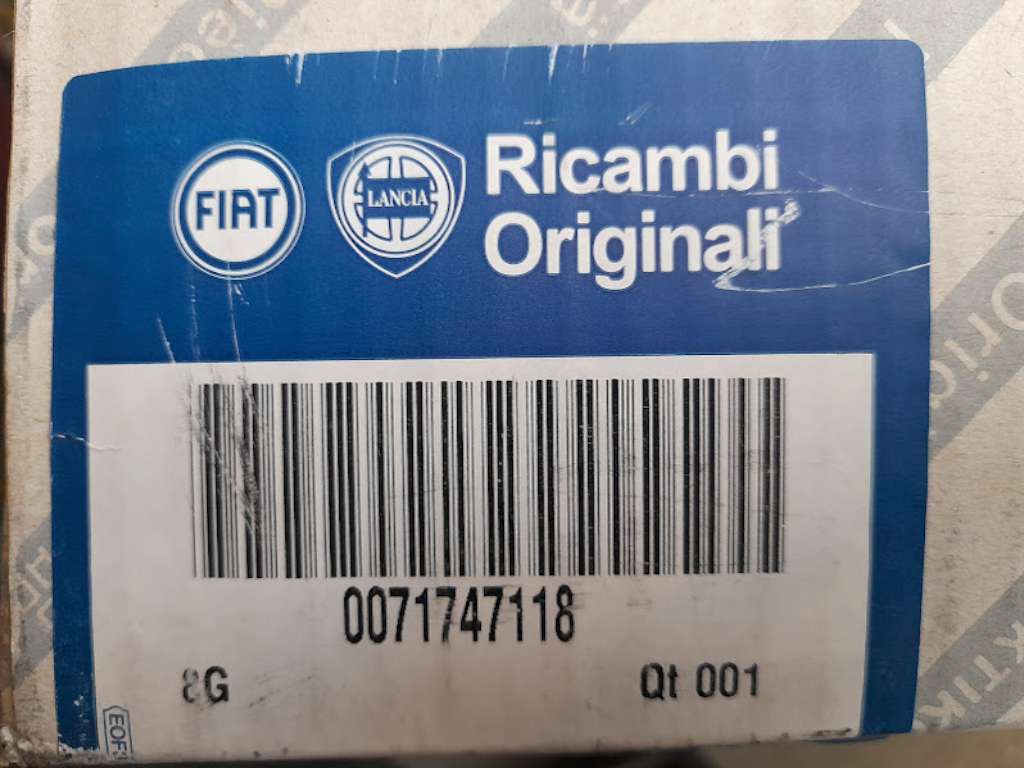 FIAT
LANCIA
Ricambi
Originali
0071747118
8G
Qt 001